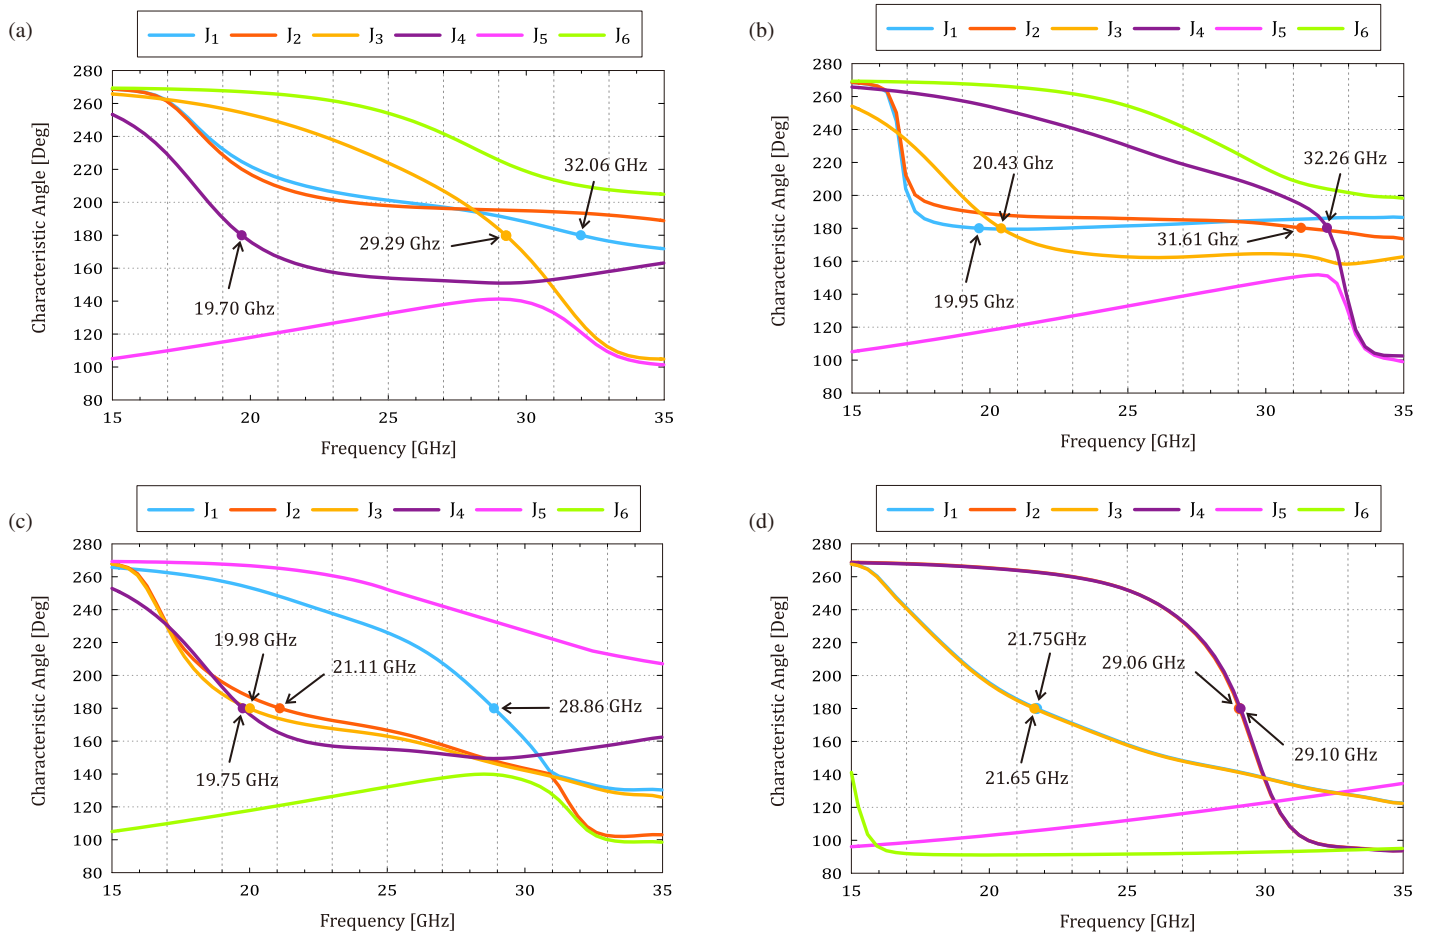 (a)
J1 J2 J3 J4 J5 J6
280
260
240
220
200
180
160
140
120
100
80
15 20 25 30 35
Characteristic Angle [Deg]
Frequency [GHz]
32.06 GHz
29.29 Ghz
19.70 Ghz
(b)
J1 J2 J3 J4 J5 J6
280
260
240
220
200
180
160
140
120
100
80
15 20 25 30 35
Characteristic Angle [Deg]
Frequency [GHz]
20.43 Ghz
32.26 GHz
31.61 GHz
19.95 GHz
(c)
J1 J2 J3 J4 J5 J6
280
260
240
220
200
180
160
140
120
100
80
15 20 25 30 35
Characteristic Angle [Deg]
Frequency [GHz]
19.98 GHz
21.11 GHz
28.86 GHz
19.75 GHz
(d)
J1 J2 J3 J4 J5 J6
280
260
240
220
200
180
160
140
120
100
80
15 20 25 30 35
Characteristic Angle [Deg]
Frequency [GHz]
21.75GHz
29.06 GHz
29.10 GHz
21.65 GHz